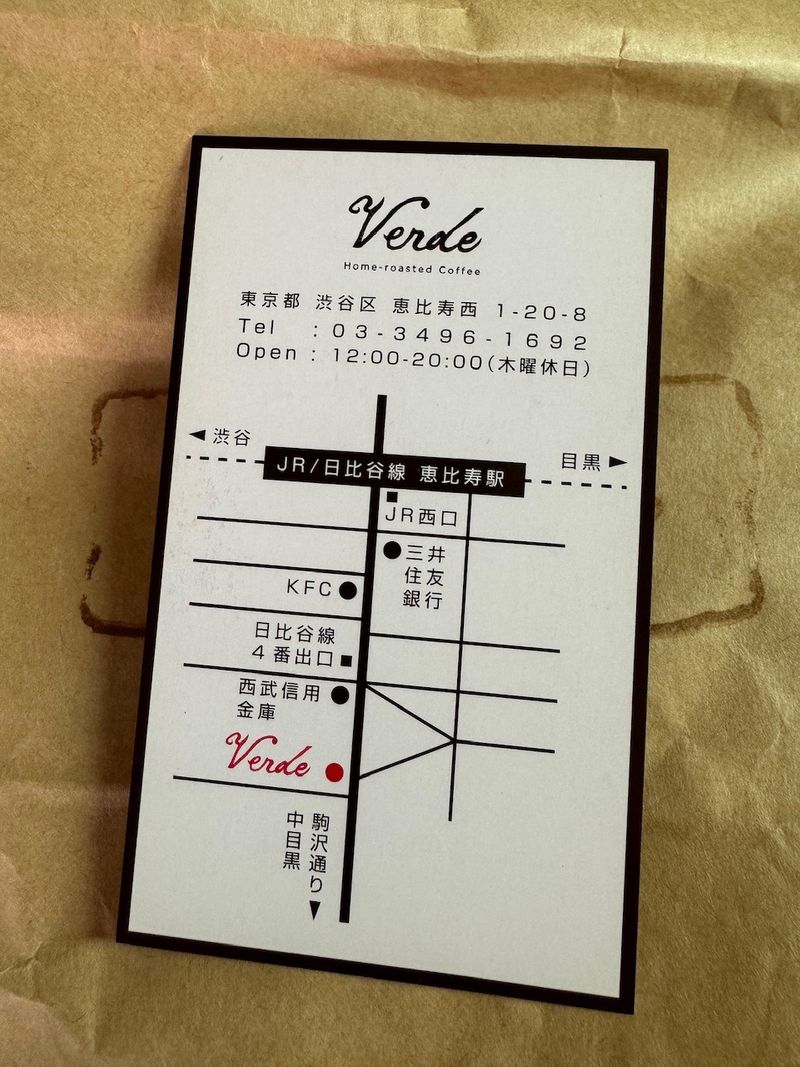 Verde
Home-roasted Coffee
東京都 渋谷区 恵比寿西 1-20-8
Tel : 03-3496-1692
Open : 12:00-20:00(木曜休日)
◀ 渋谷
目黒 ▶
JR/日比谷線 恵比寿駅
JR西口
三井
住友
銀行
KFC
日比谷線
4番出口
西武信用
金庫
Verde
駒沢通り
中目黒